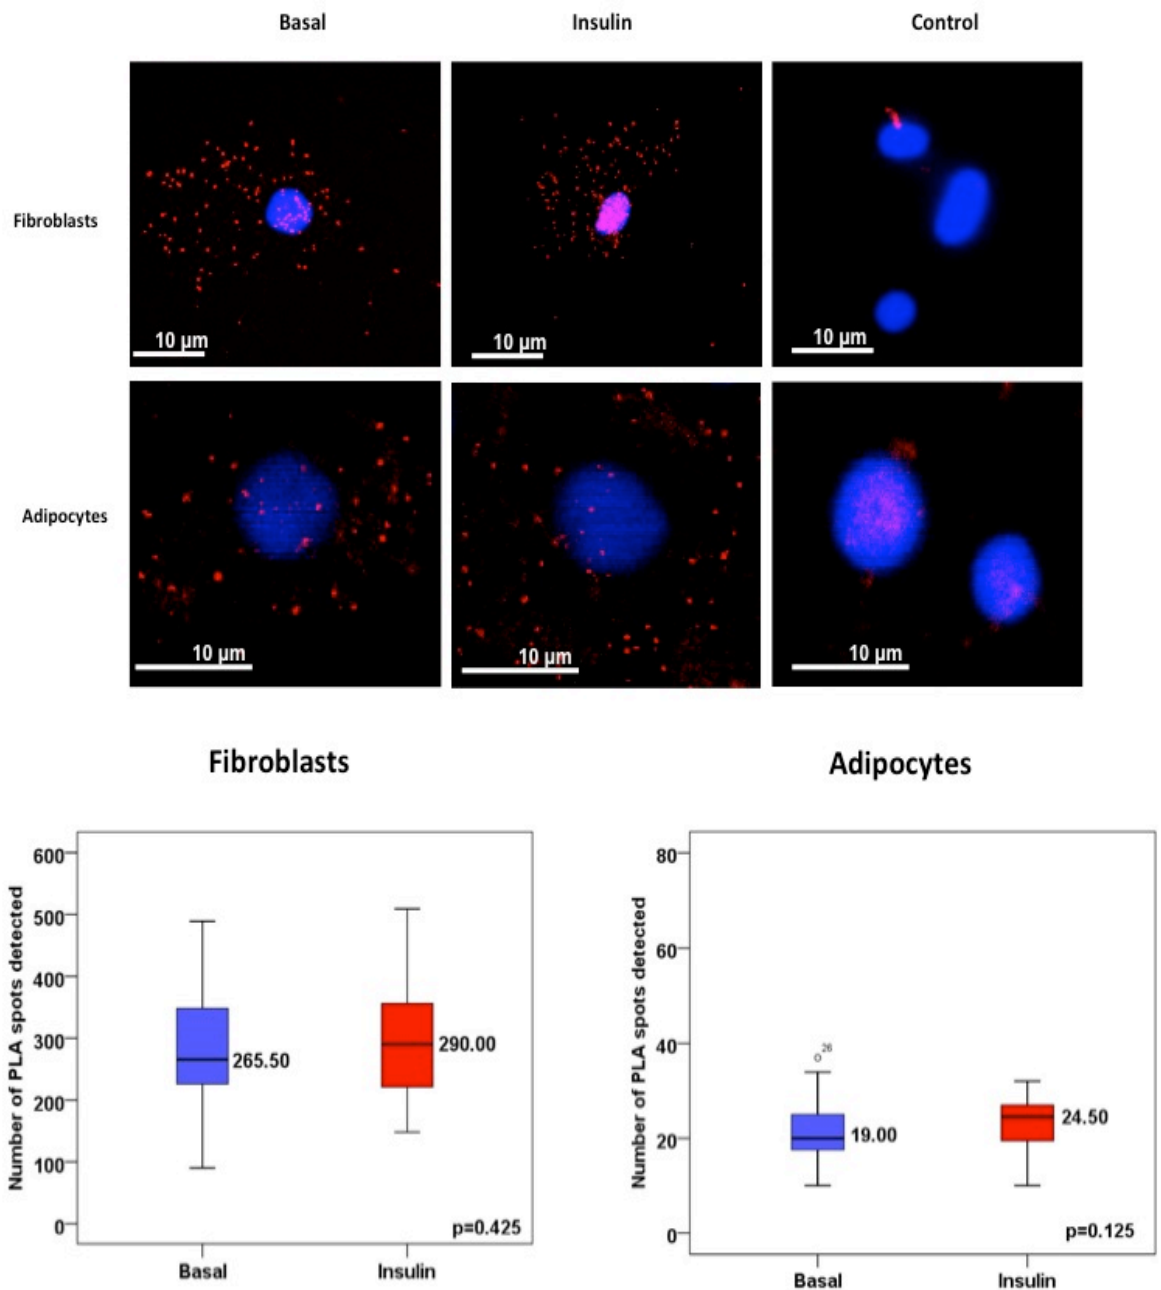 Basal Insulin Control
Fibroblasts
10 µm 10 µm 10 µm
Adipocytes
10 µm 10 µm 10 µm
Fibroblasts
Number of PLA spots detected
600
500
400
300
200
100
0
265.50
290.00
p=0.425
Basal Insulin
Adipocytes
Number of PLA spots detected
80
60
40
20
0
26
19.00
24.50
p=0.125
Basal Insulin